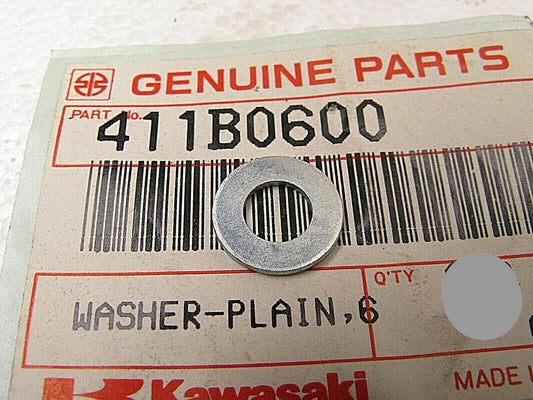 GENUINE PARTS
PART No.
411B0600
Q'TY
WASHER-PLAIN,6
Kawasaki
MADE